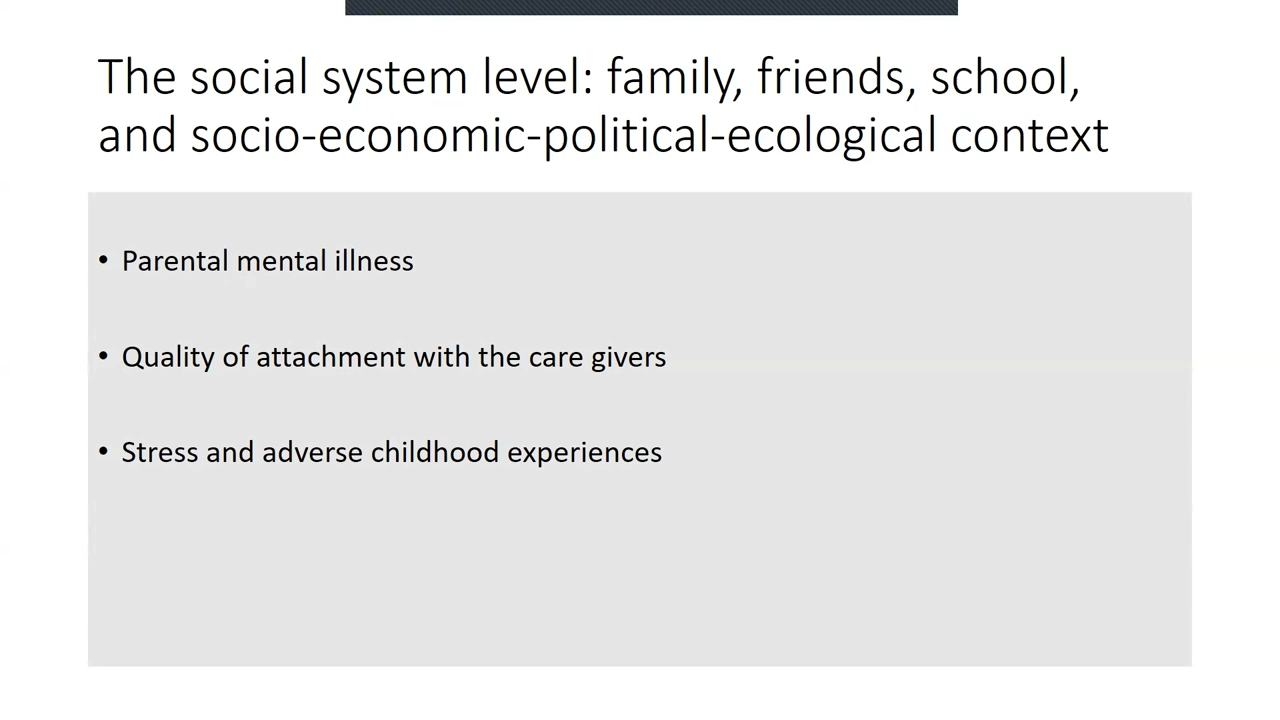 The social system level: family, friends, school,
and socio-economic-political-ecological context
• Parental mental illness
• Quality of attachment with the care givers
• Stress and adverse childhood experiences